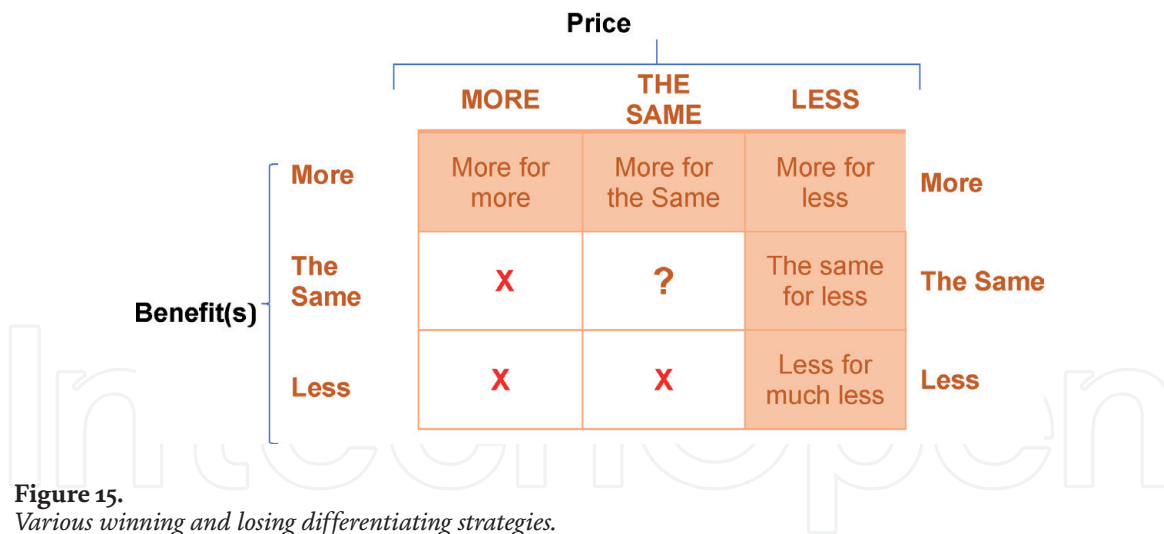 Price
MORE
THE
SAME
LESS
More
More for
more
More for
the Same
More for
less
More
The
Same
X
?
The same
for less
The Same
Benefit(s)
Less
X
X
Less for
much less
Less
IntechOpen
Figure 15.
Various winning and losing differentiating strategies.